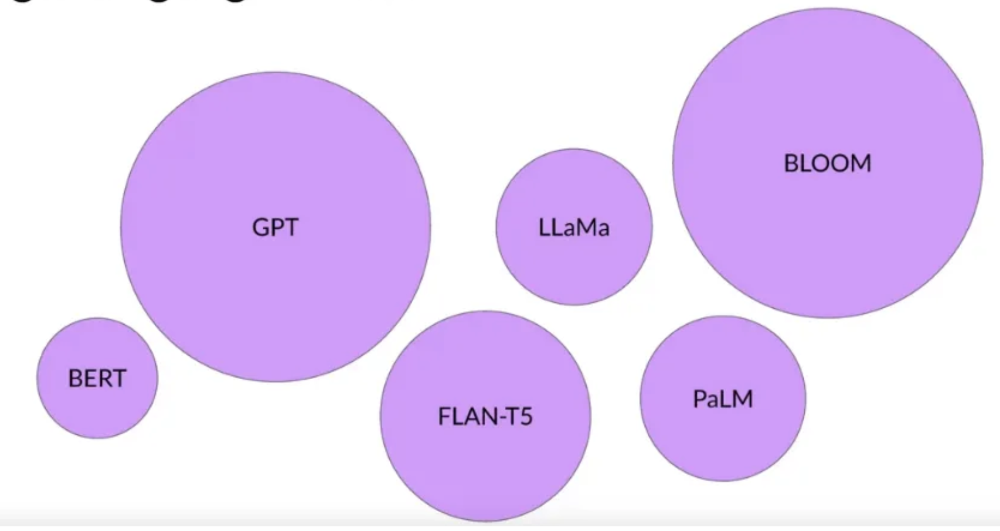 BLOOM
GPT
LLaMa
BERT
PaLM
FLAN-T5